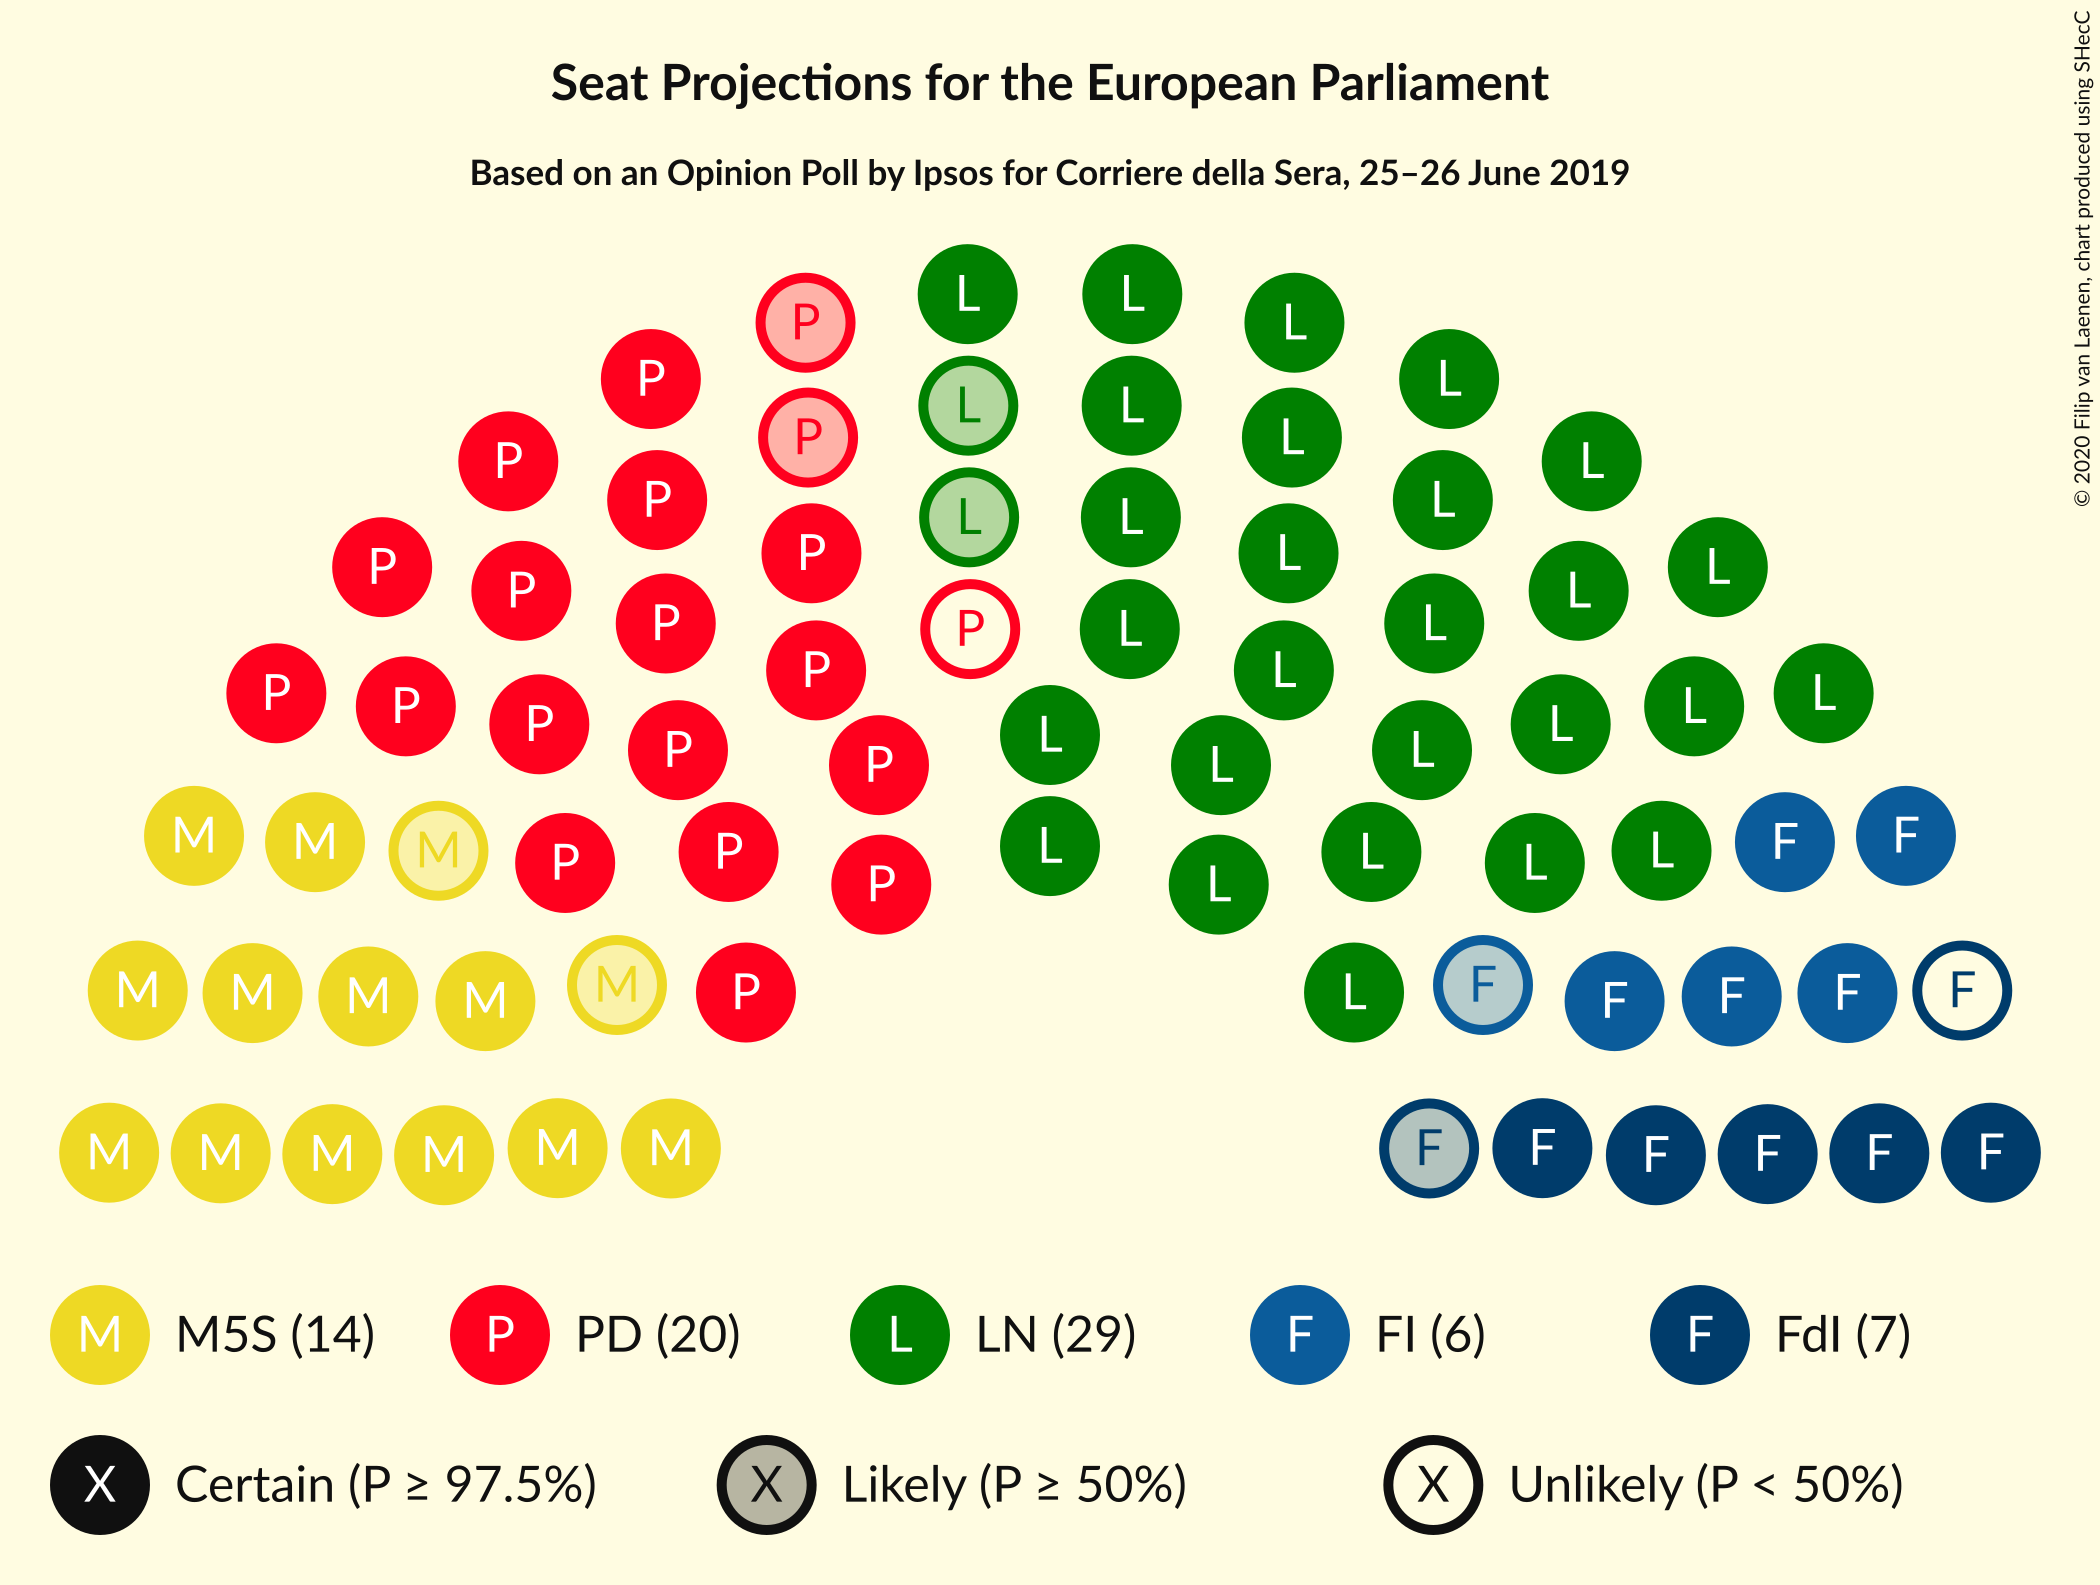 Seat Projections for the European Parliament
Based on an Opinion Poll by Ipsos for Corriere della Sera, 25–26 June 2019
© 2020 Filip van Laenen, chart produced using SHecC
L L
P L
P L
L L
P L
P L
P L
P L
L L
P P L L
P P L L
P L
P L
P P L L
P P P L L L
P P L L
L
P L
M M M P P L L L F F
P L L
M M M M M P L F F F F F
M M M M M M F F F F F F
M M5S (14) P PD (20) L LN (29) F FI (6) F FdI (7)
X Certain (P ≥ 97.5%) X Likely (P ≥ 50%) X Unlikely (P < 50%)